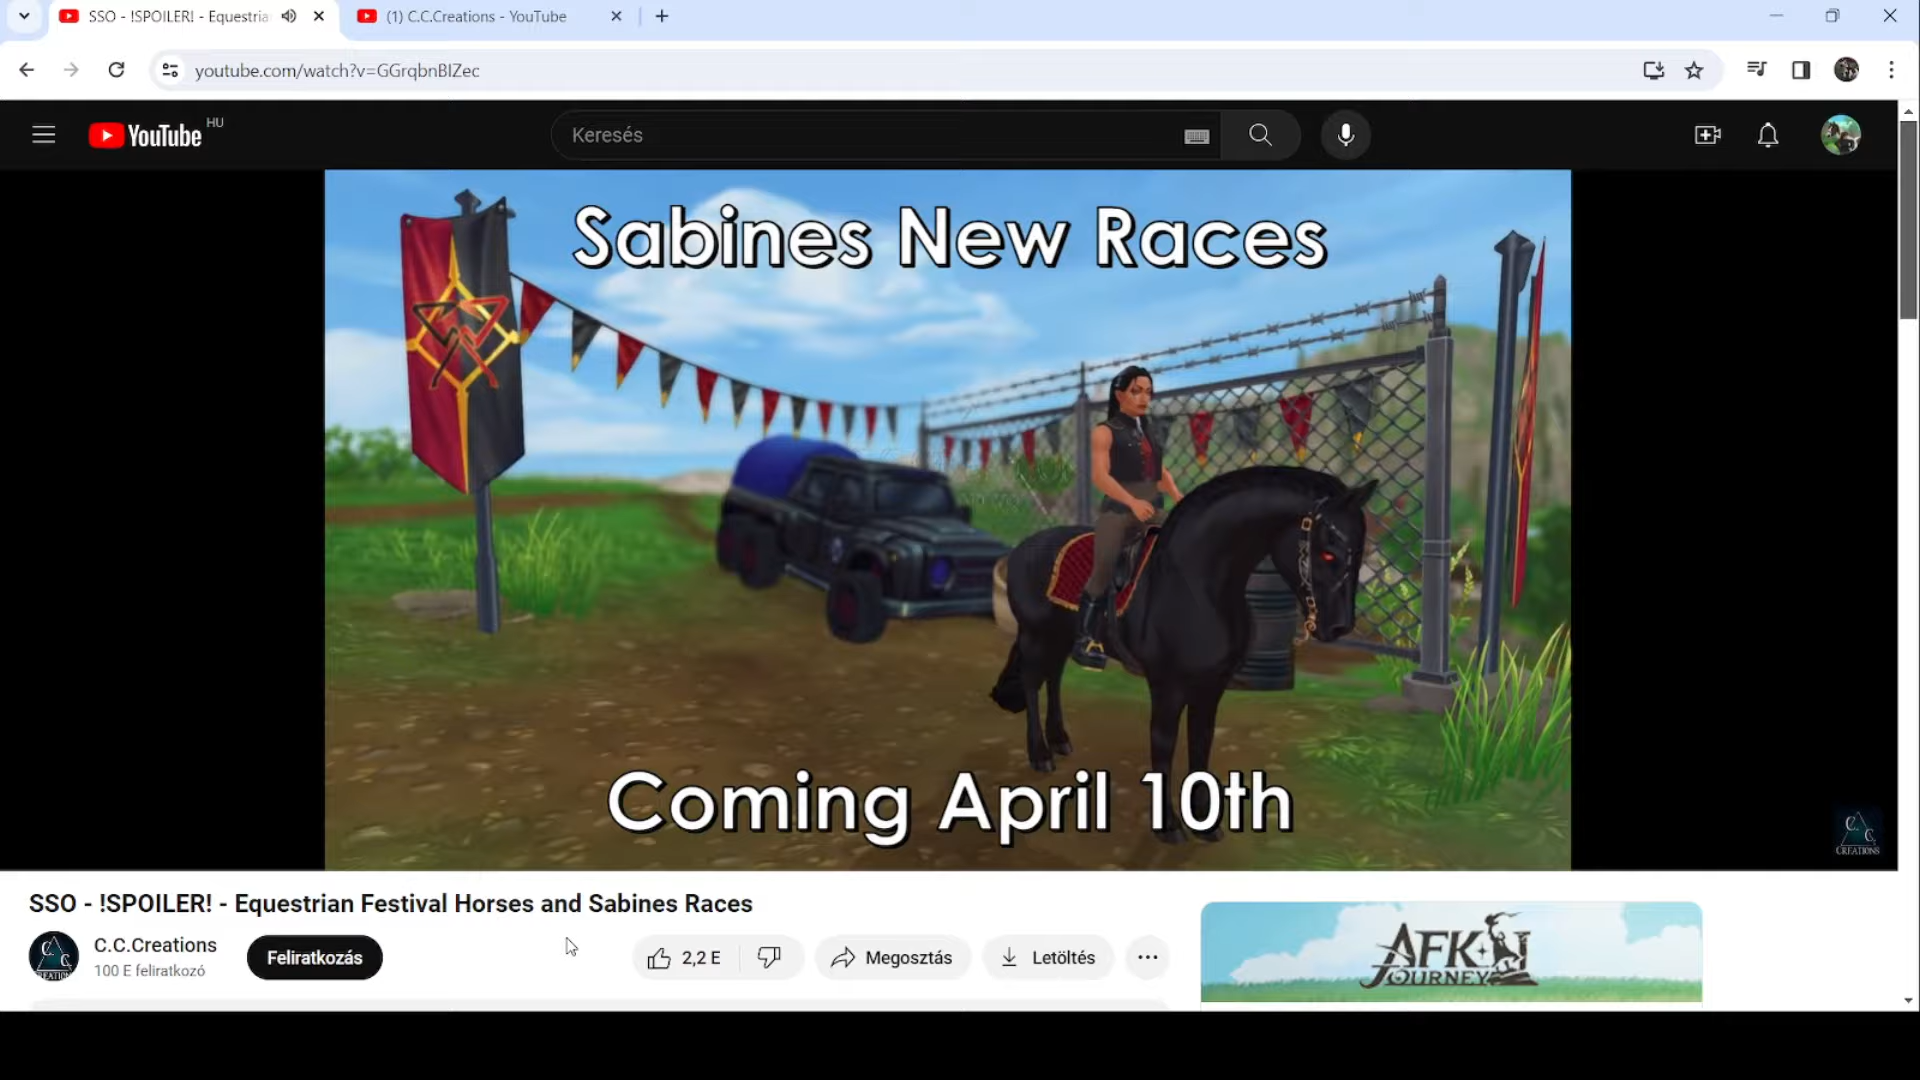 SSO - !SPOILER! - Equestria
(1) C.C.Creations - YouTube
youtube.com/watch?v=GGrqbnBIZec
YouTube HU
Keresés
Sabines New Races
Coming April 10th
C. C.
CREATIONS
SSO - !SPOILER! - Equestrian Festival Horses and Sabines Races
C.C.Creations
100 E feliratkozó
Feliratkozás
2,2 E
Megosztás
Letöltés
AFK
JOURNEY